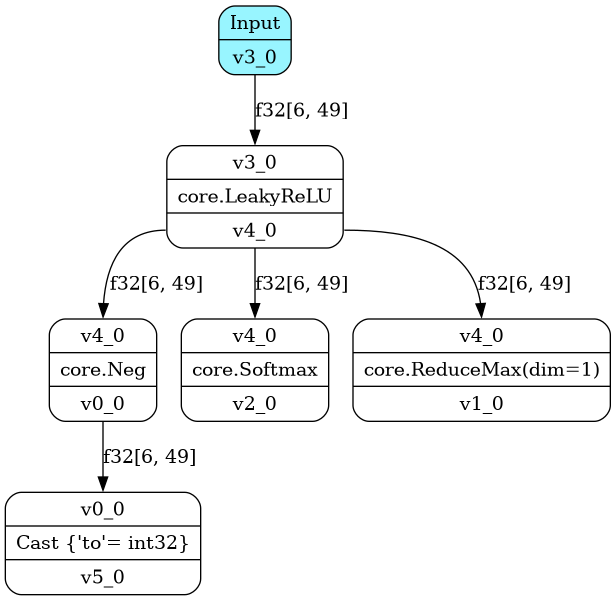 Input
v3_0
f32[6, 49]
v3_0
core.LeakyReLU
v4_0
f32[6, 49]
f32[6, 49]
f32[6, 49]
v4_0
core.Neg
v0_0
v4_0
core.Softmax
v2_0
v4_0
core.ReduceMax(dim=1)
v1_0
f32[6, 49]
v0_0
Cast {'to'= int32}
v5_0